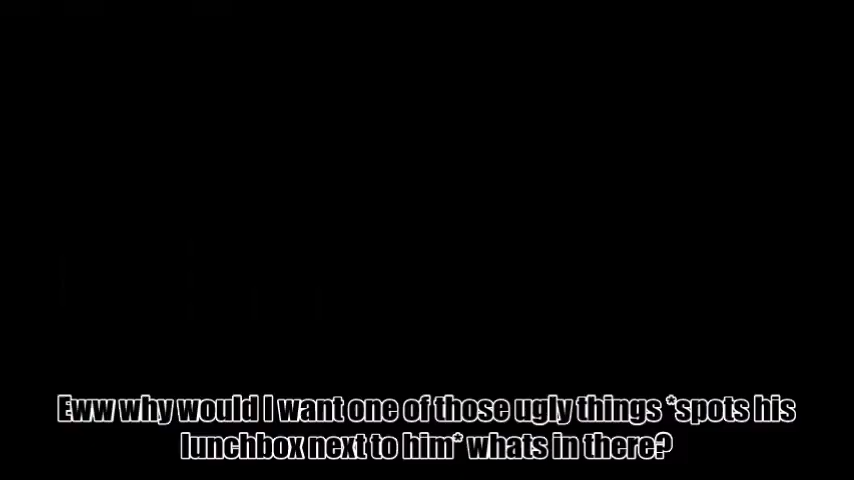 Eww why would I want one of those ugly things *spots his
lunchbox next to him* whats in there?